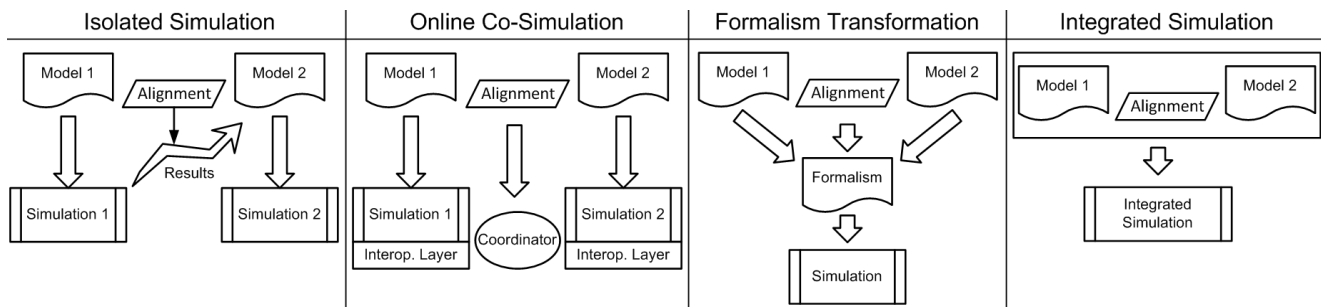 Isolated Simulation
Model 1
Alignment
Model 2
Results
Simulation 1
Simulation 2
Online Co-Simulation
Model 1
Alignment
Model 2
Simulation 1
Interop. Layer
Coordinator
Simulation 2
Interop. Layer
Formalism Transformation
Model 1
Alignment
Model 2
Formalism
Simulation
Integrated Simulation
Model 1
Alignment
Model 2
Integrated
Simulation